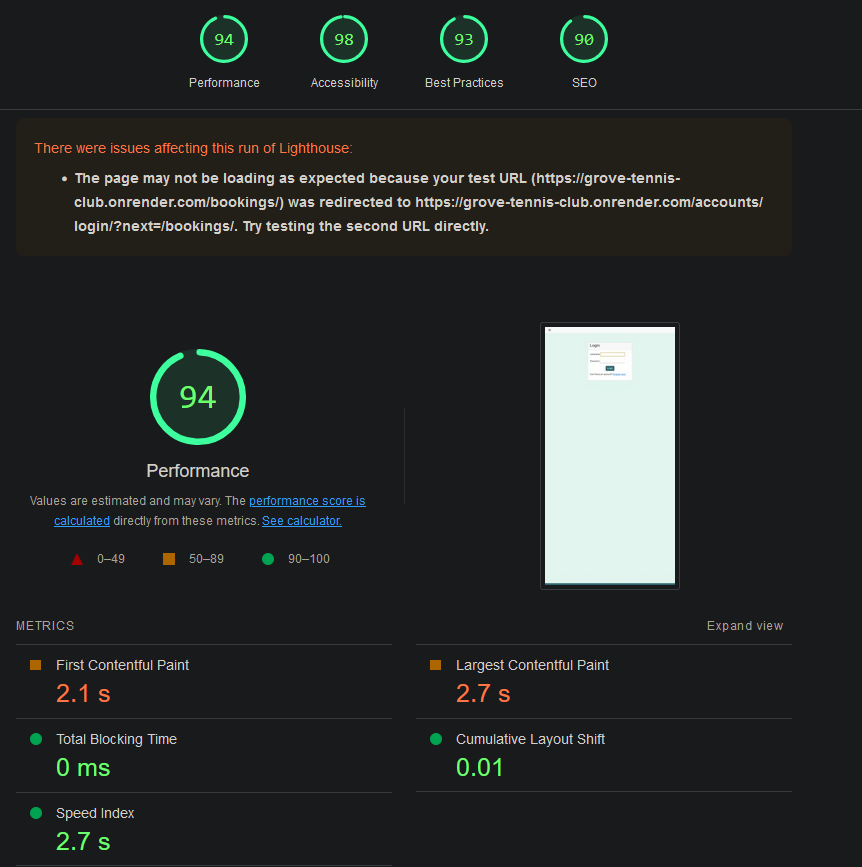 94
98
93
90
Performance
Accessibility
Best Practices
SEO
There were issues affecting this run of Lighthouse:
• The page may not be loading as expected because your test URL (https://grove-tennis-
club.onrender.com/bookings/) was redirected to https://grove-tennis-club.onrender.com/accounts/
login/?next=/bookings/. Try testing the second URL directly.
94
Performance
Values are estimated and may vary. The performance score is
calculated directly from these metrics. See calculator.
0–49
50–89
90–100
Login
METRICS
Expand view
First Contentful Paint
2.1 s
Largest Contentful Paint
2.7 s
Total Blocking Time
0 ms
Cumulative Layout Shift
0.01
Speed Index
2.7 s